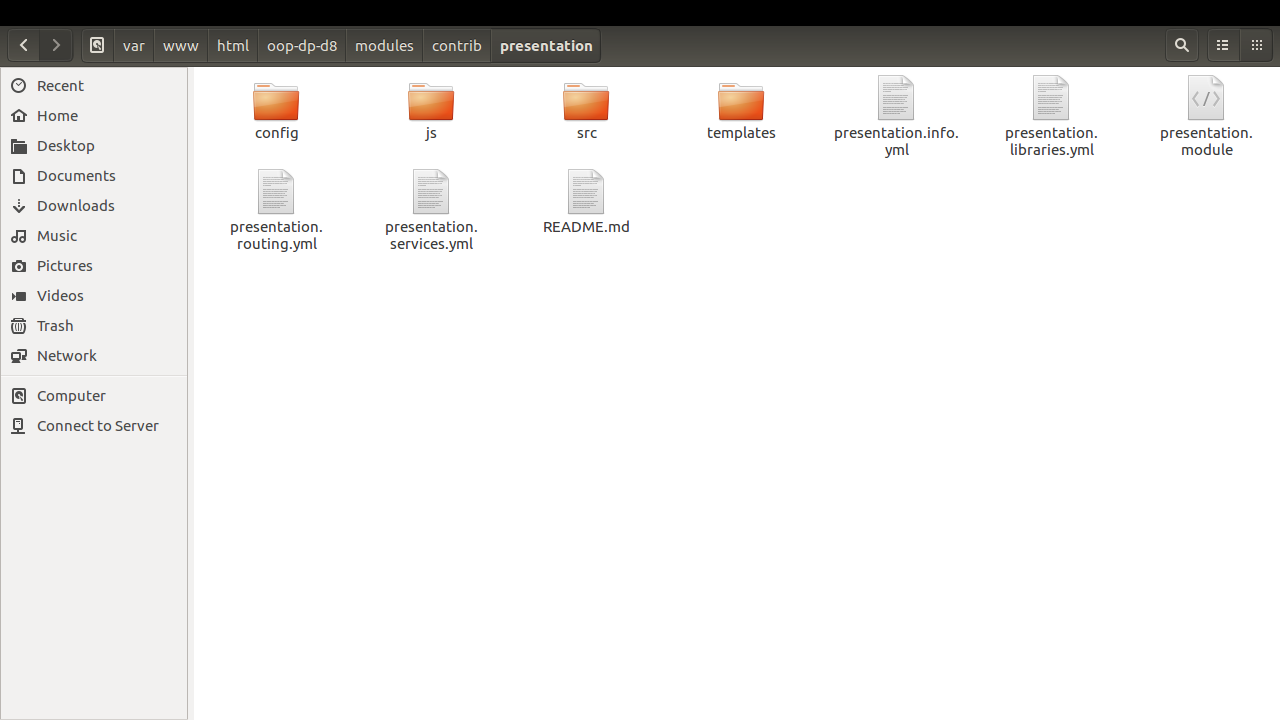 var www html oop-dp-d8 modules contrib presentation
Recent
Home
Desktop
Documents
Downloads
Music
Pictures
Videos
Trash
Network
Computer
Connect to Server
config
js
src
templates
presentation.info.
yml
presentation.
libraries.yml
presentation.
module
presentation.
routing.yml
presentation.
services.yml
README.md